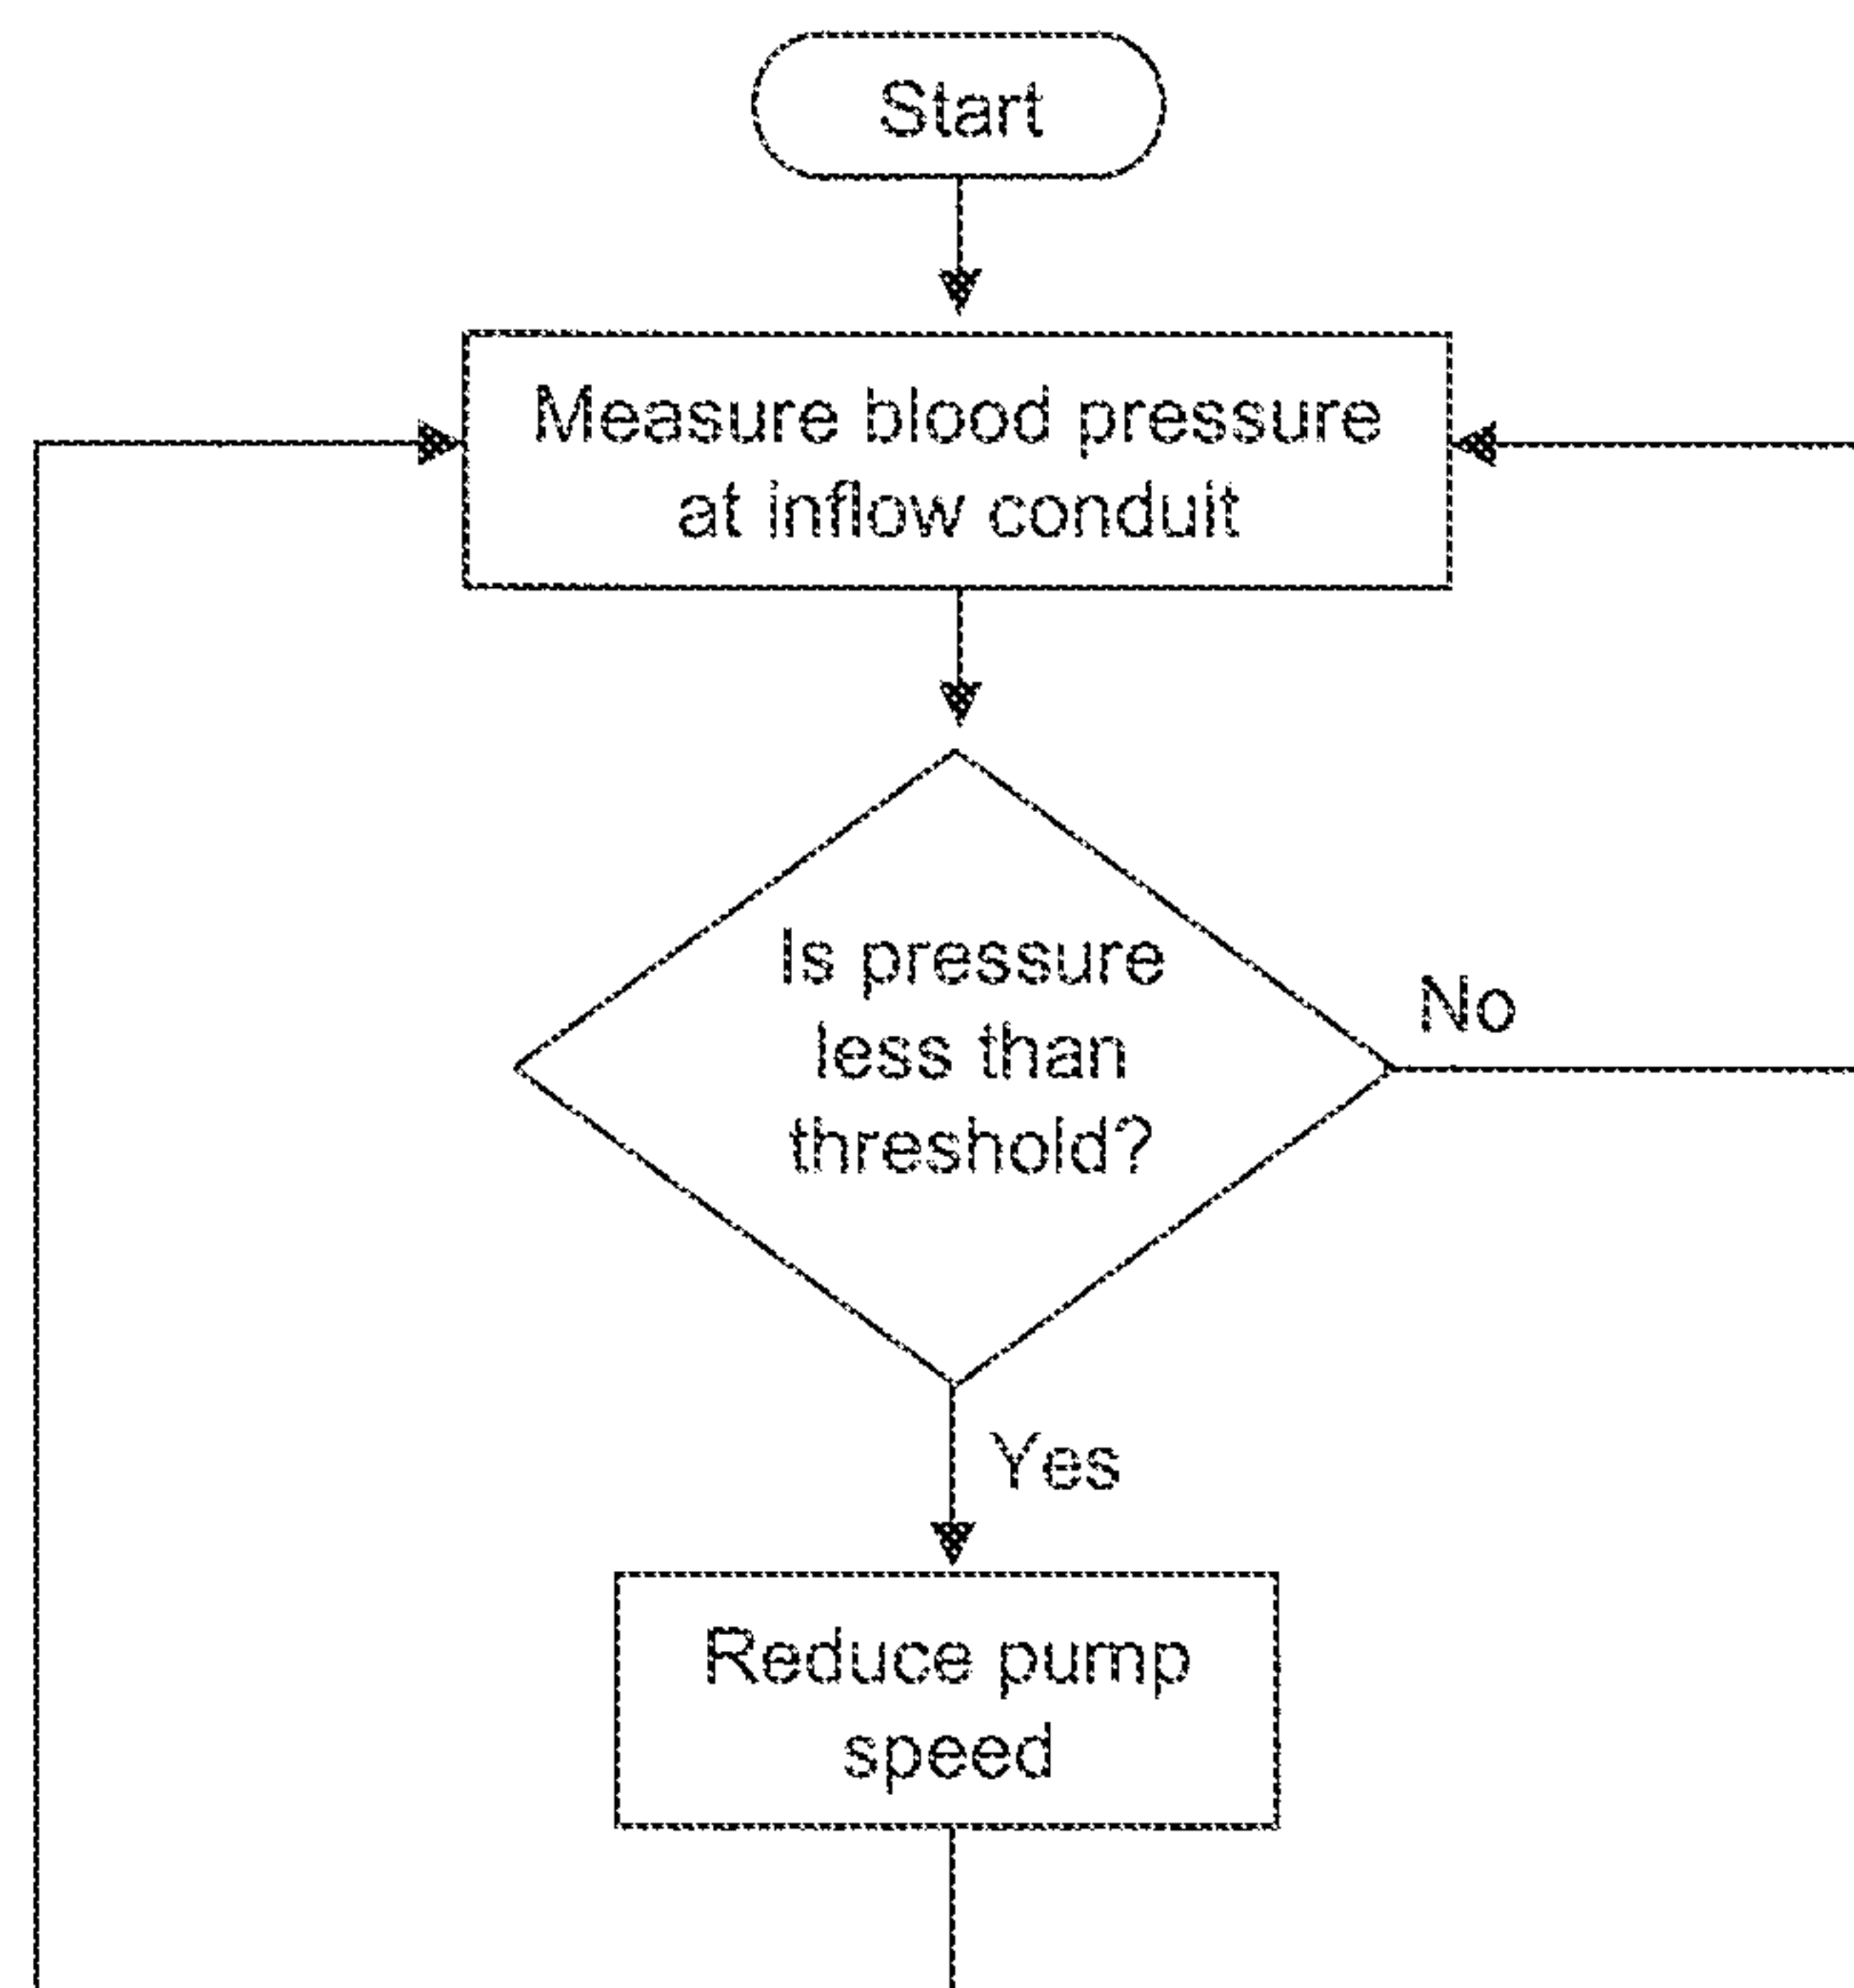 Start
Measure blood pressure
at inflow conduit
Is pressure
less than
threshold?
No
Yes
Reduce pump
speed